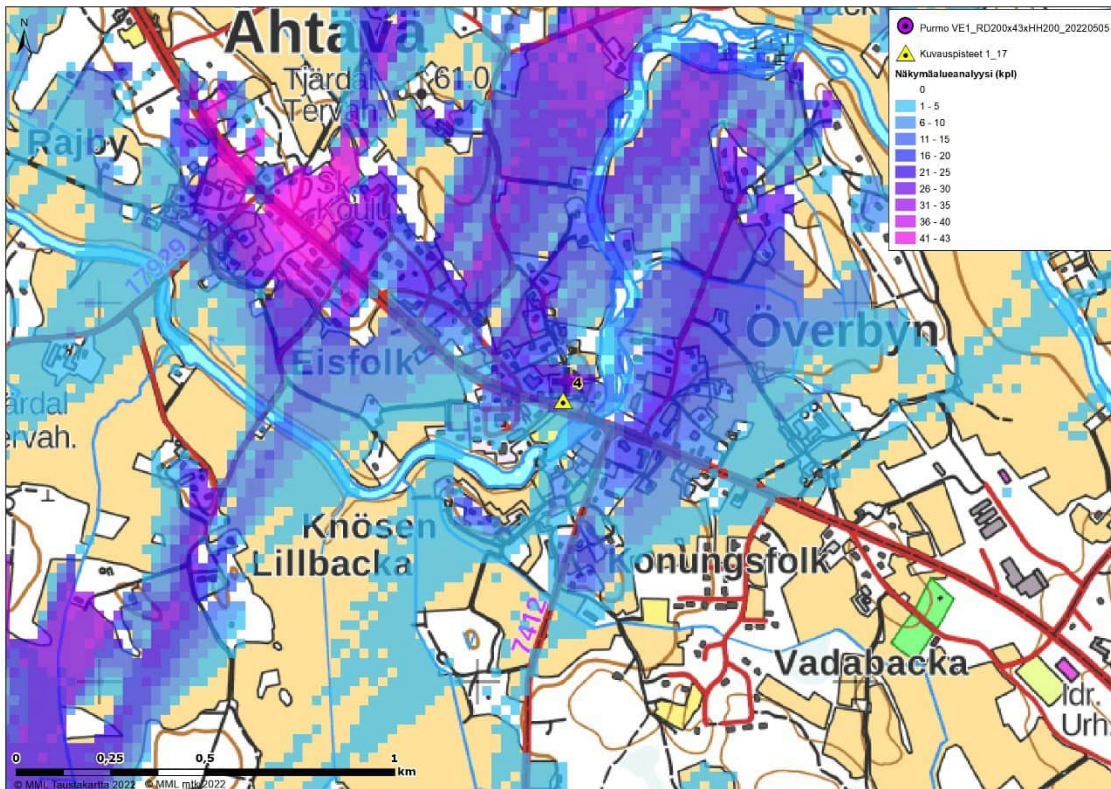 N
Ahtävä
Tjärdal
Tervah.
61.0
Rajby
Koulu
17929
Eisfolk
Överbyn
4
Knösen
Lillbacka
Konungsfolk
7412
Vadabacka
Idr.
Urh.
Purmo VE1_RD200x43xHH200_20220505
Kuvauspisteet 1_17
Näkymäalueanalyysi (kpl)
0
1 - 5
6 - 10
11 - 15
16 - 20
21 - 25
26 - 30
31 - 35
36 - 40
41 - 43
0 0,25 0,5 1
km
© MML Taustakartta 2022 © MML mtk 2022